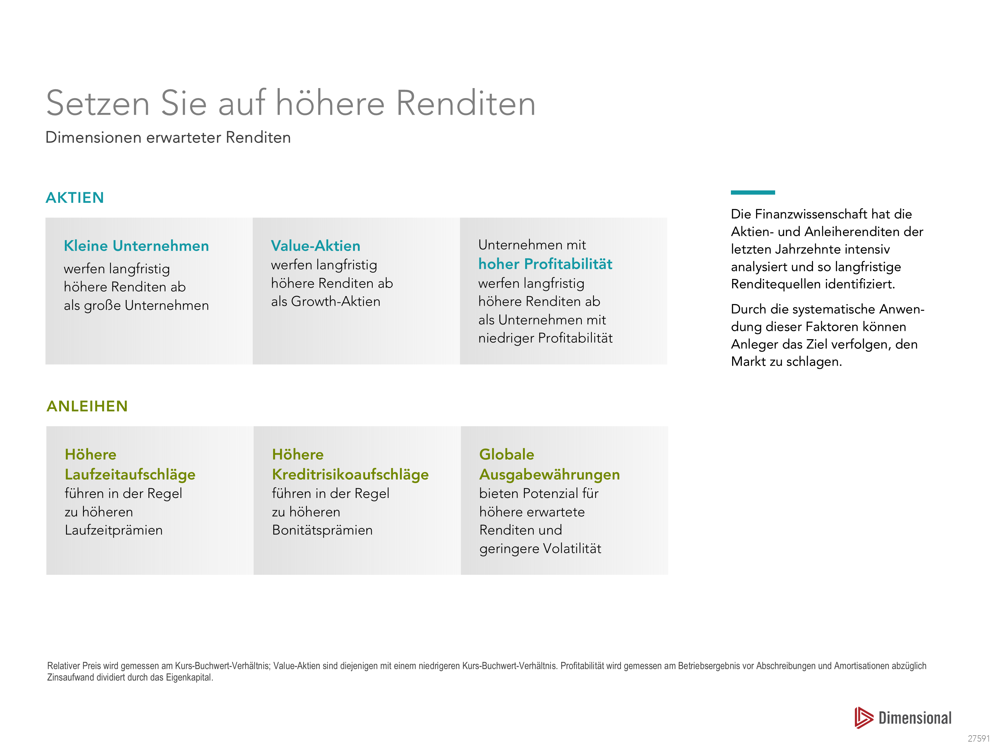 Setzen Sie auf höhere Renditen
Dimensionen erwarteter Renditen
AKTIEN
Kleine Unternehmen
werfen langfristig
höhere Renditen ab
als große Unternehmen
Value-Aktien
werfen langfristig
höhere Renditen ab
als Growth-Aktien
Unternehmen mit
hoher Profitabilität
werfen langfristig
höhere Renditen ab
als Unternehmen mit
niedriger Profitabilität
Die Finanzwissenschaft hat die
Aktien- und Anleiherenditen der
letzten Jahrzehnte intensiv
analysiert und so langfristige
Renditequellen identifiziert.
Durch die systematische Anwen-
dung dieser Faktoren können
Anleger das Ziel verfolgen, den
Markt zu schlagen.
ANLEIHEN
Höhere
Laufzeitaufschläge
führen in der Regel
zu höheren
Laufzeitprämien
Höhere
Kreditrisikoaufschläge
führen in der Regel
zu höheren
Bonitätsprämien
Globale
Ausgabewährungen
bieten Potenzial für
höhere erwartete
Renditen und
geringere Volatilität
Relativer Preis wird gemessen am Kurs-Buchwert-Verhältnis; Value-Aktien sind diejenigen mit einem niedrigeren Kurs-Buchwert-Verhältnis. Profitabilität wird gemessen am Betriebsergebnis vor Abschreibungen und Amortisationen abzüglich
Zinsaufwand dividiert durch das Eigenkapital.
Dimensional
27591